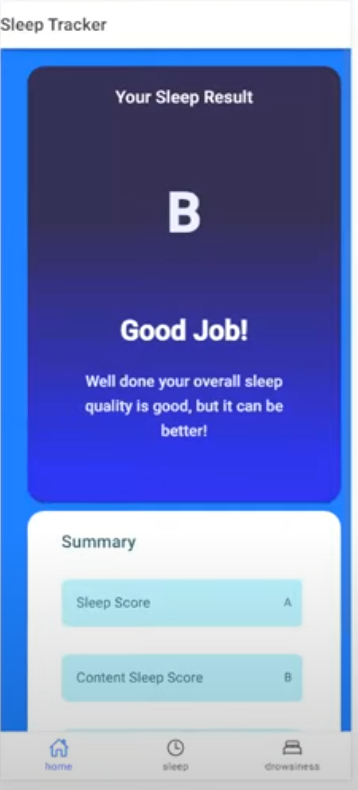 Sleep Tracker
Your Sleep Result
B
Good Job!
Well done your overall sleep
quality is good, but it can be
better!
Summary
Sleep Score A
Content Sleep Score B
home sleep drowsiness